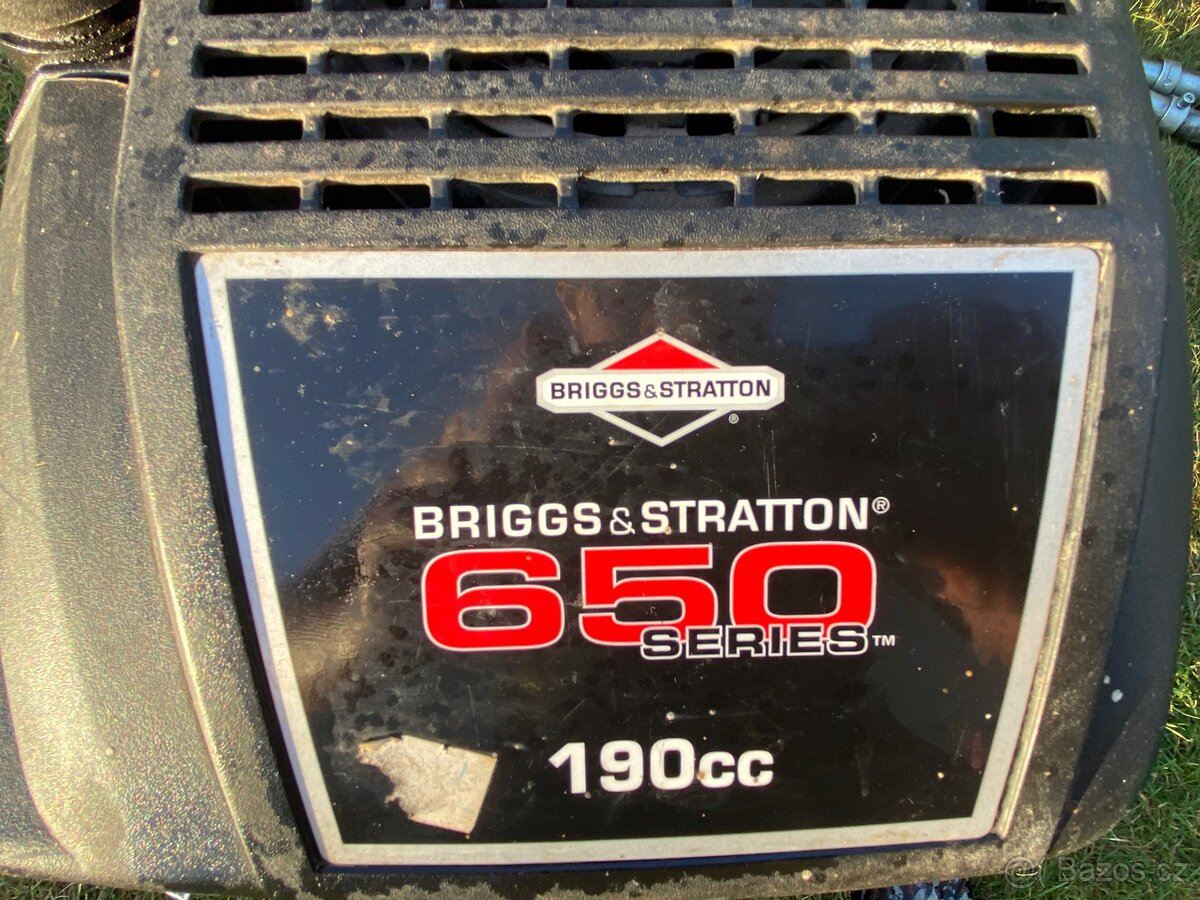 BRIGGS&STRATTON
®
BRIGGS&STRATTON®
650
SERIES™
190cc
© Bazos.cz